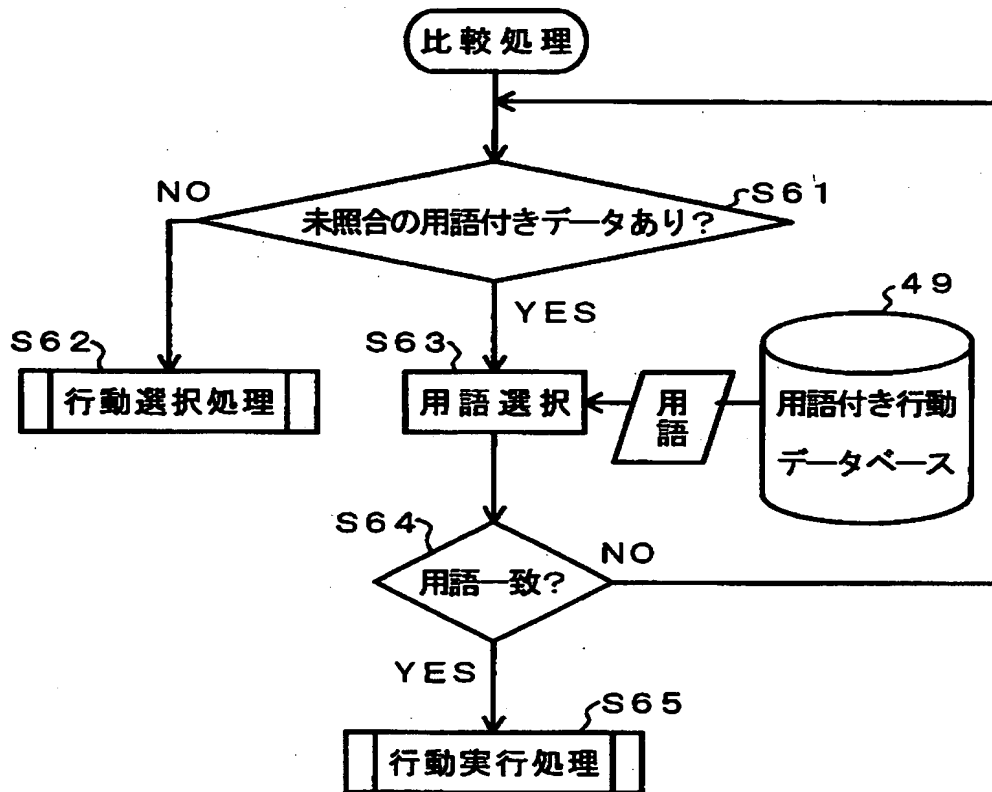 比較処理
NO
S61
未照合の用語付きデータあり?
YES
49
S62
S63
行動選択処理
用語選択
用
語
用語付き行動
データベース
S64
NO
用語一致?
YES
S65
行動実行処理